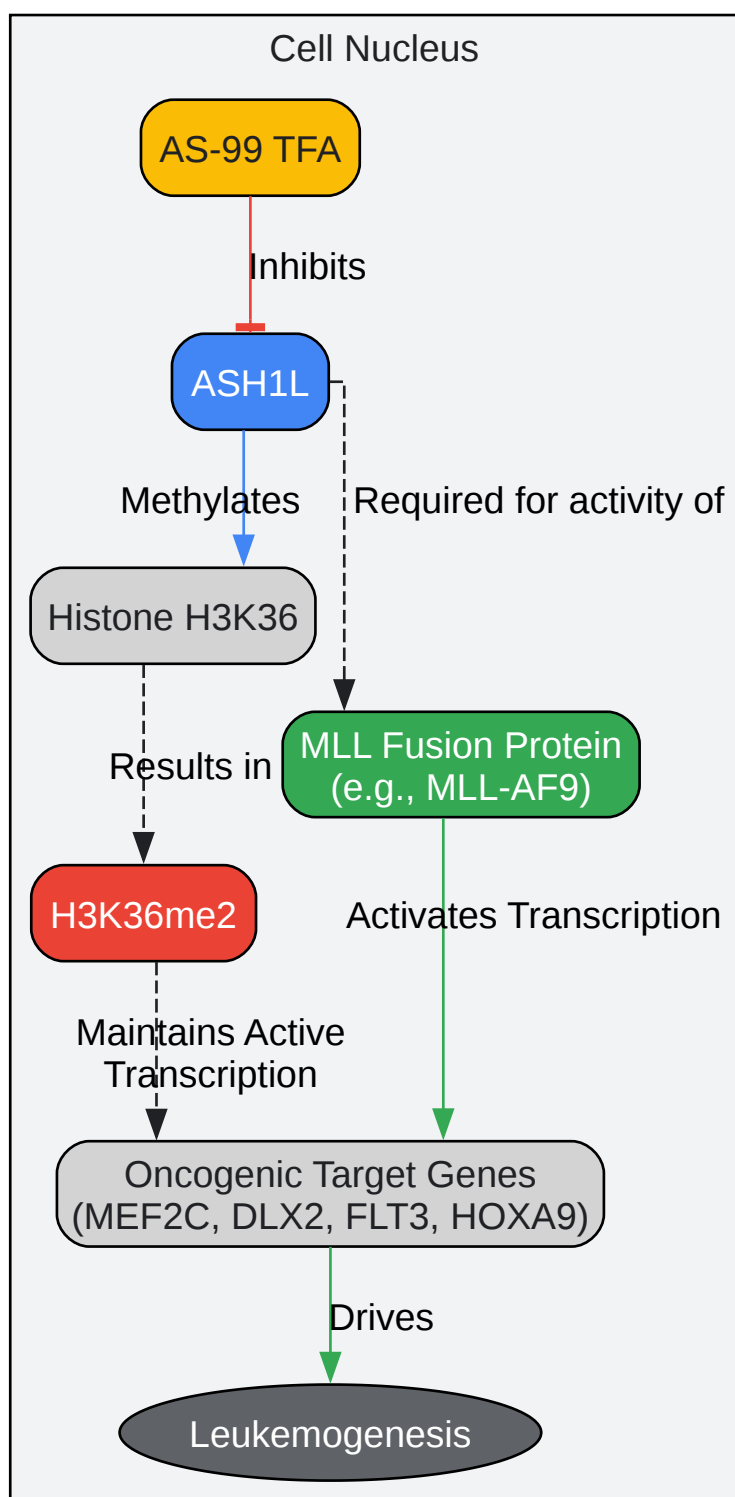 Cell Nucleus
AS-99 TFA
Inhibits
ASH1L
Methylates
Required for activity of
Histone H3K36
MLL Fusion Protein
(e.g., MLL-AF9)
Results in
H3K36me2
Activates Transcription
Maintains Active
Transcription
Oncogenic Target Genes
(MEF2C, DLX2, FLT3, HOXA9)
Drives
Leukemogenesis